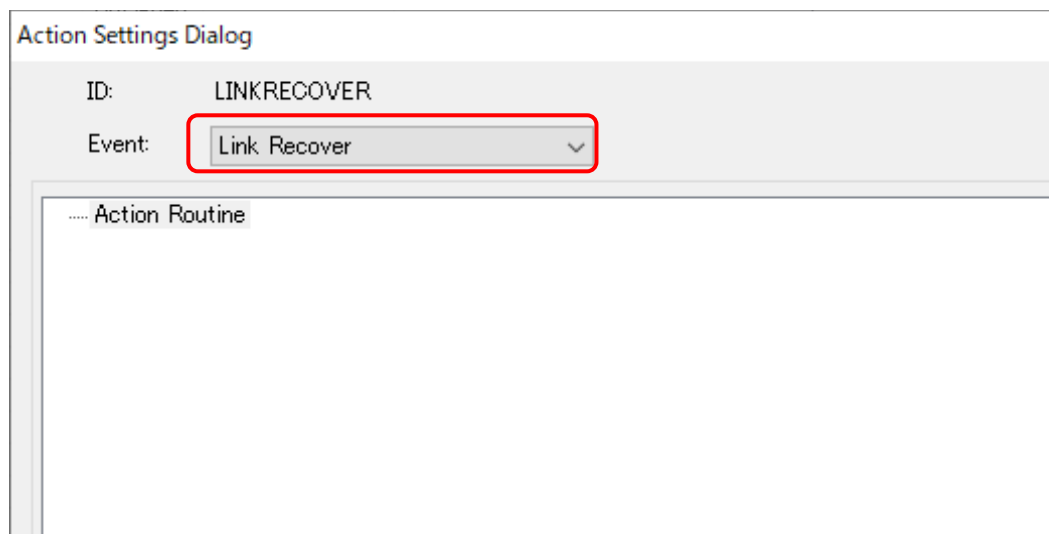 Action Settings Dialog
ID: LINKRECOVER
Event: Link Recover
Action Routine